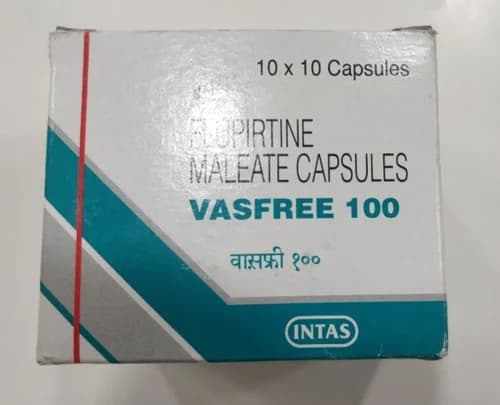 10 x 10 Capsules
FLUPIRTINE
MALEATE CAPSULES
VASFREE 100
वासफ्री १००
INTAS